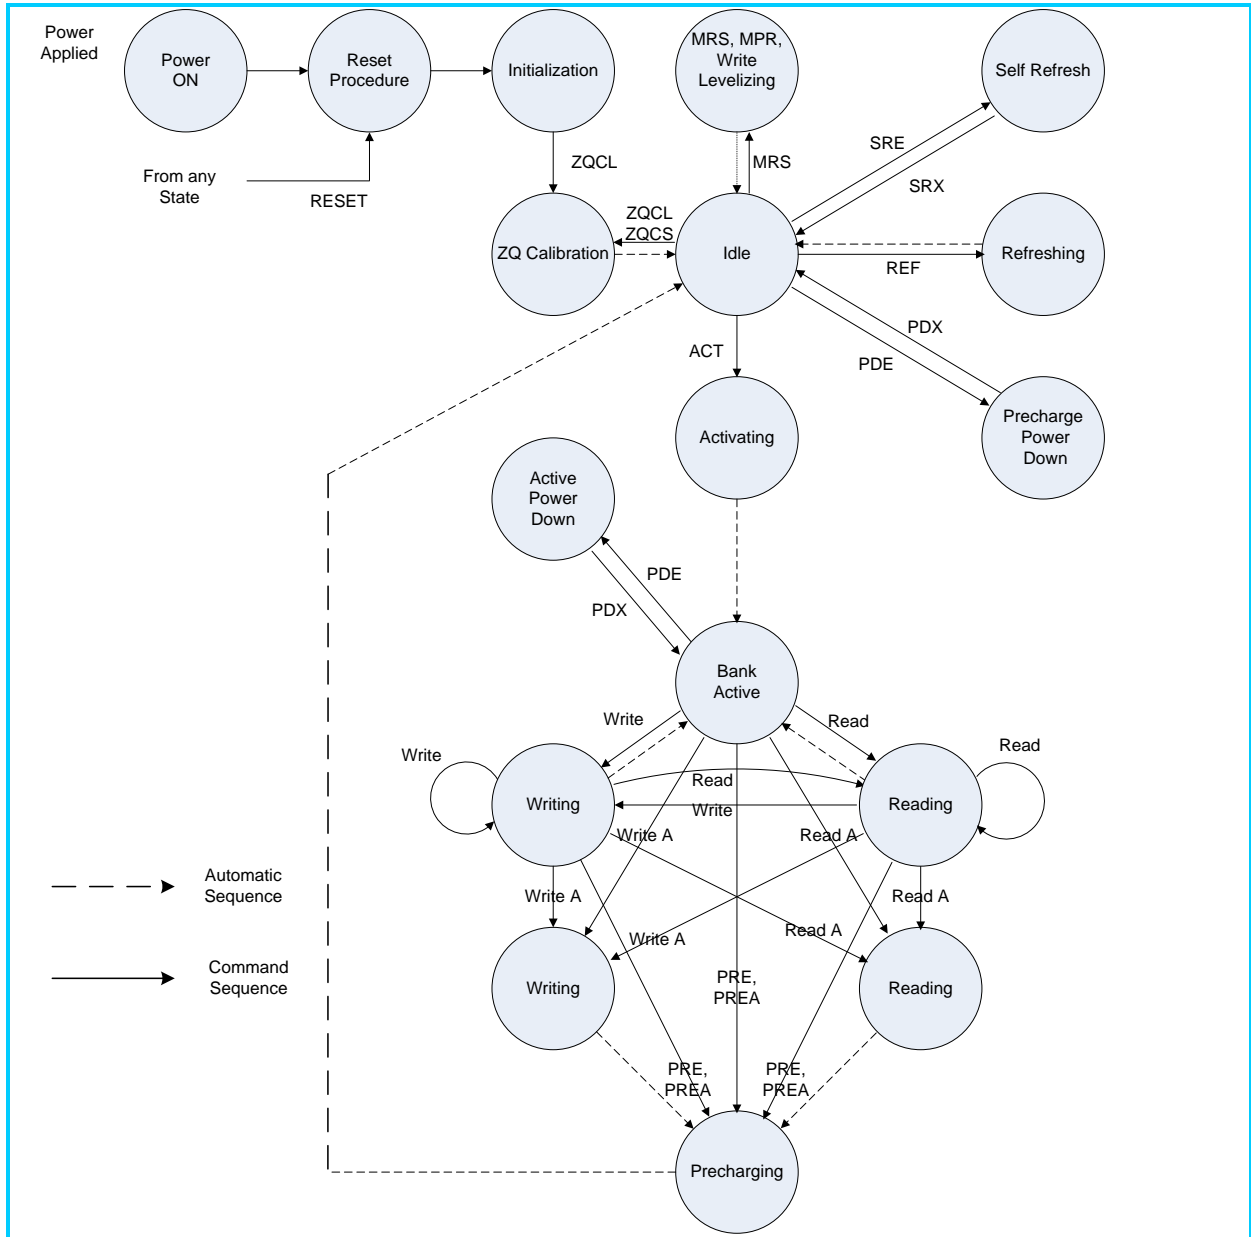 Power
Applied
Power
ON
Reset
Procedure
Initialization
MRS, MPR,
Write
Levelizing
Self Refresh
From any
State
RESET
ZQCL
MRS
SRE
SRX
ZQCL
ZQCS
ZQ Calibration
Idle
Refreshing
REF
PDX
PDE
ACT
Activating
Precharge
Power
Down
Active
Power
Down
PDE
PDX
Bank
Active
Write
Read
Write
Read
Writing
Read
Write
Reading
Write A
Read A
Automatic
Sequence
Write A
Read A
Write A
Read A
Command
Sequence
Writing
PRE,
PREA
Reading
PRE,
PREA
PRE,
PREA
Precharging